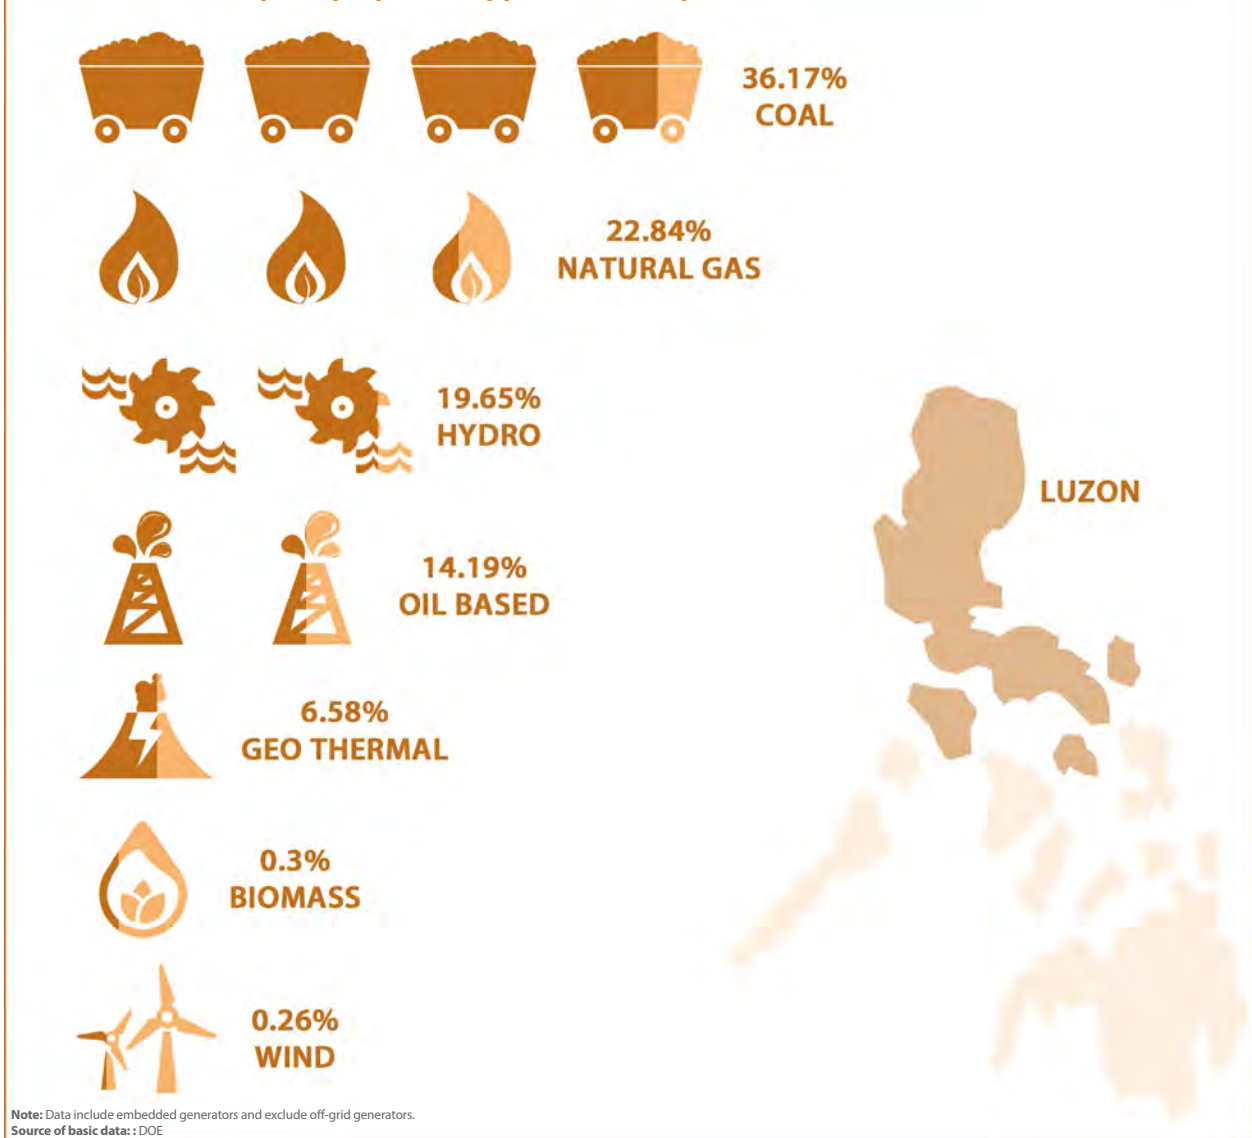 36.17%
COAL
22.84%
NATURAL GAS
19.65%
HYDRO
LUZON
14.19%
OIL BASED
6.58%
GEO THERMAL
0.3%
BIOMASS
0.26%
WIND
Note: Data include embedded generators and exclude off-grid generators.
Source of basic data: : DOE